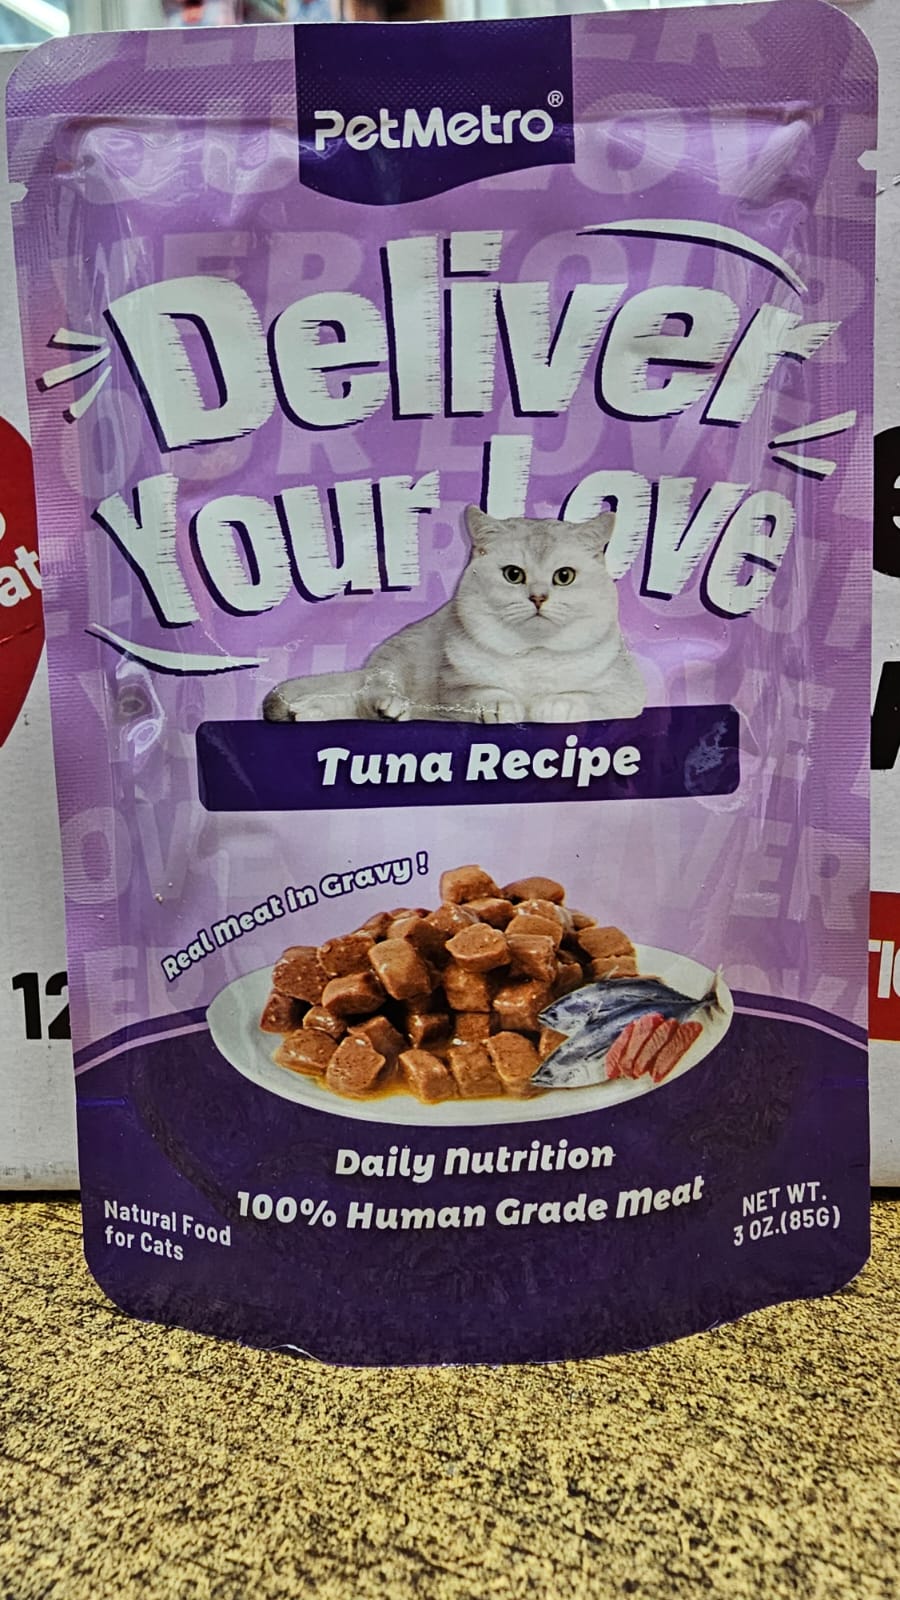 PetMetro®
Deliver
Your Love
Tuna Recipe
Real Meat In Gravy!
Daily Nutrition
100% Human Grade Meat
Natural Food
for Cats
NET WT.
3 OZ.(85G)
12